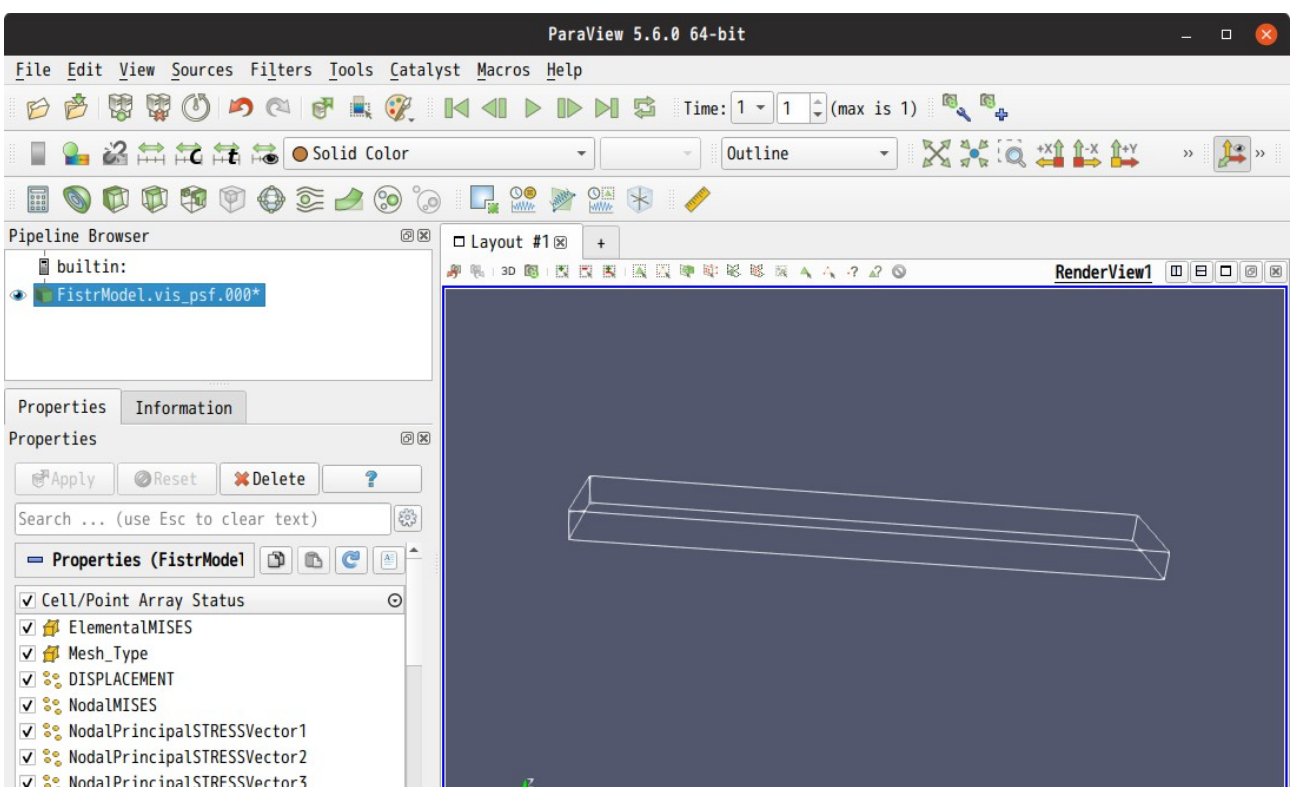 ParaView 5.6.0 64-bit
File Edit View Sources Filters Tools Catalyst Macros Help
Time: 1 1 (max is 1)
Solid Color Outline +X -X +Y
Pipeline Browser
builtin:
FistrModel.vis_psf.000*
Layout #1 +
3D RenderView1
Properties Information
Properties
Apply Reset Delete ?
Search ... (use Esc to clear text)
Properties (FistrModel
Cell/Point Array Status
ElementalMISES
Mesh_Type
DISPLACEMENT
NodalMISES
NodalPrincipalSTRESSVector1
NodalPrincipalSTRESSVector2
NodalPrincipalSTRESSVector3
Z